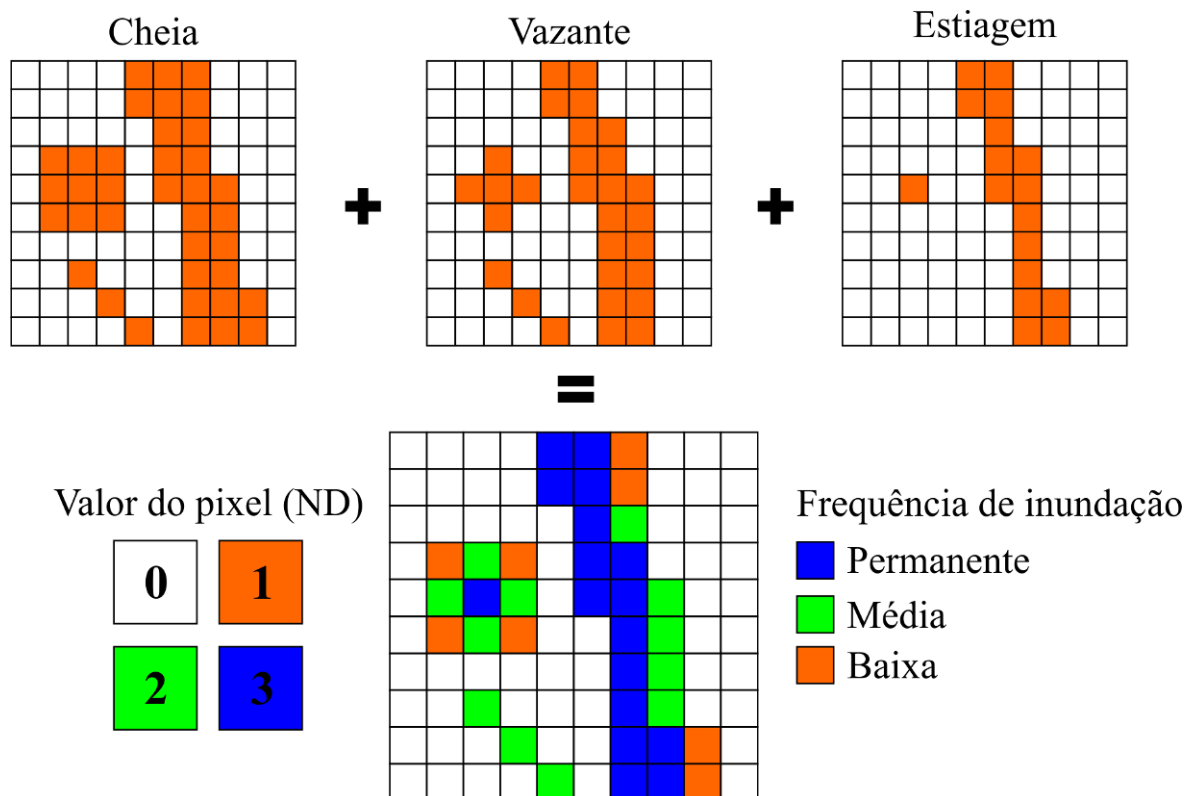 Cheia
Vazante
Estiagem
+
+
=
Valor do pixel (ND)
0
1
2
3
Frequência de inundação
Permanente
Média
Baixa